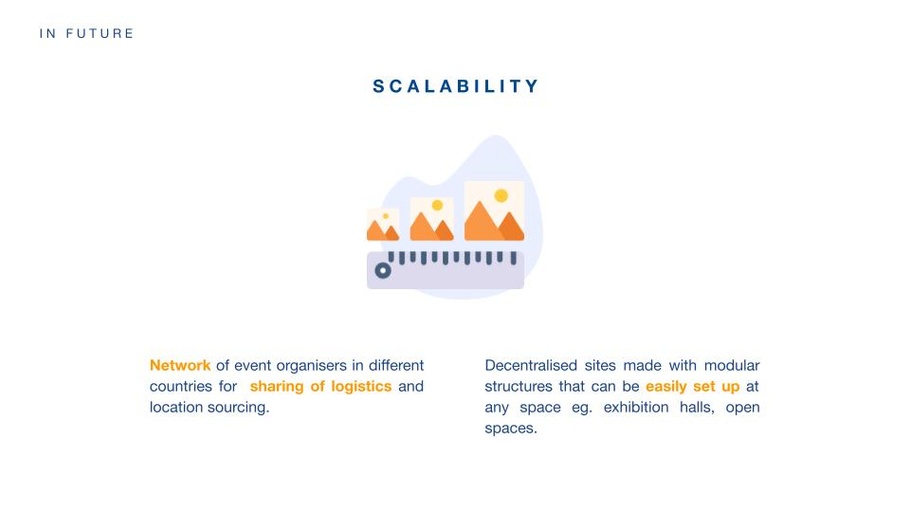 IN FUTURE
SCALABILITY
Network of event organisers in different
countries for sharing of logistics and
location sourcing.
Decentralised sites made with modular
structures that can be easily set up at
any space eg. exhibition halls, open
spaces.